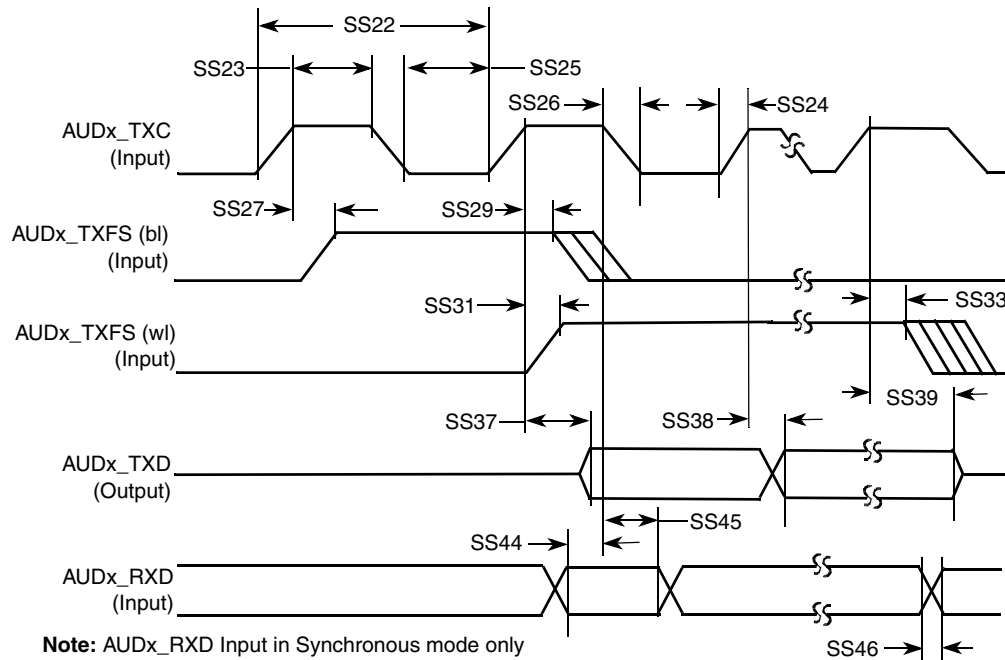 SS22
SS23
SS25
SS26
SS24
AUDx_TXC
(Input)
SS27
SS29
AUDx_TXFS (bl)
(Input)
SS31
SS33
AUDx_TXFS (wl)
(Input)
SS39
SS37
SS38
AUDx_TXD
(Output)
SS45
SS44
AUDx_RXD
(Input)
Note: AUDx_RXD Input in Synchronous mode only
SS46